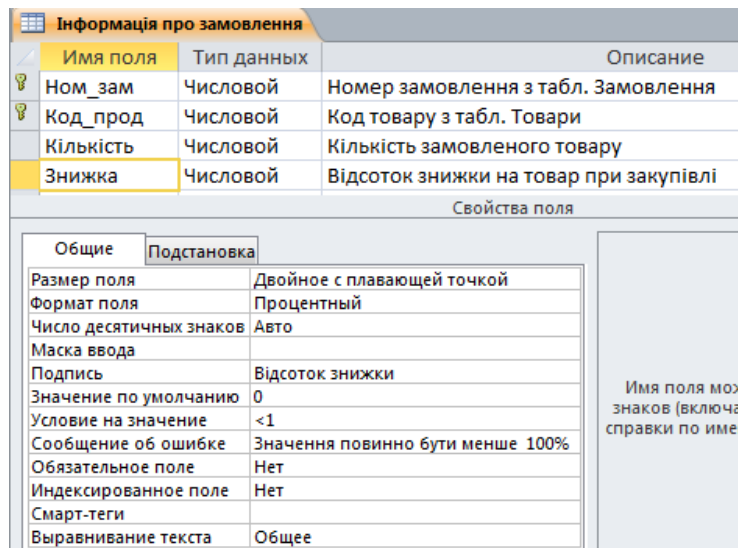 Інформація про замовлення
Имя поля Тип данных Описание
Ном_зам Числовой Номер замовлення з табл. Замовлення
Код_прод Числовой Код товару з табл. Товари
Кількість Числовой Кількість замовленого товару
Знижка Числовой Відсоток знижки на товар при закупівлі
Свойства поля
Общие Подстановка
Размер поля Двойное с плавающей точкой
Формат поля Процентный
Число десятичных знаков Авто
Маска ввода
Подпись Відсоток знижки
Значение по умолчанию 0
Условие на значение <1
Сообщение об ошибке Значення повинно бути менше 100%
Обязательное поле Нет
Индексированное поле Нет
Смарт-теги
Выравнивание текста Общее
Имя поля мож
знаков (включа
справки по име